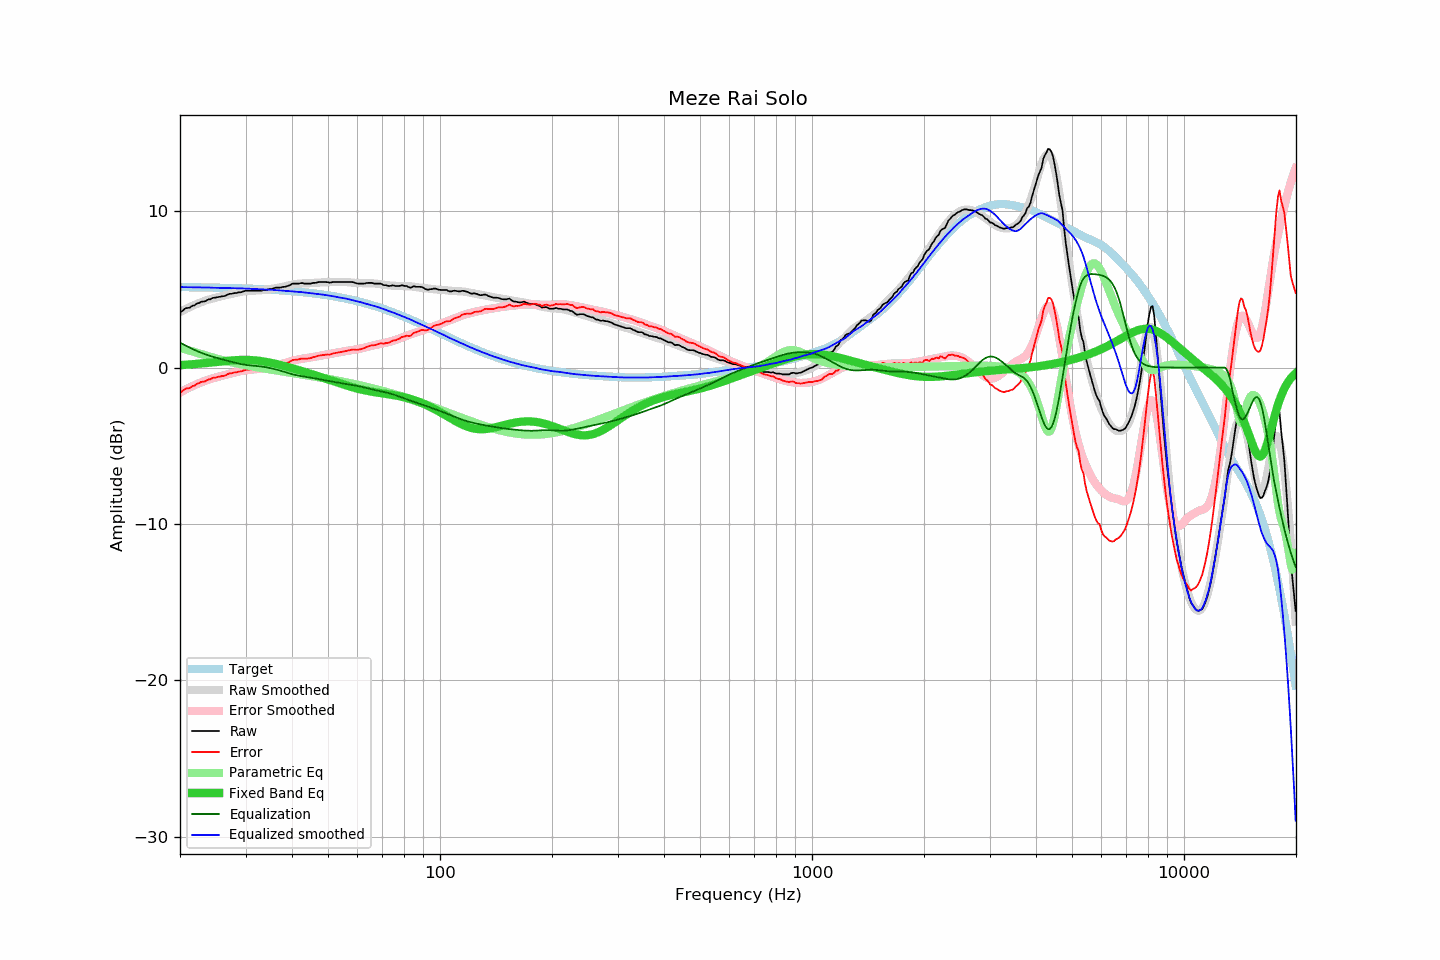 Meze Rai Solo
10
0
−10
−20
−30
Amplitude (dBr)
Target
Raw Smoothed
Error Smoothed
Raw
Error
Parametric Eq
Fixed Band Eq
Equalization
Equalized smoothed
100
1000
10000
Frequency (Hz)